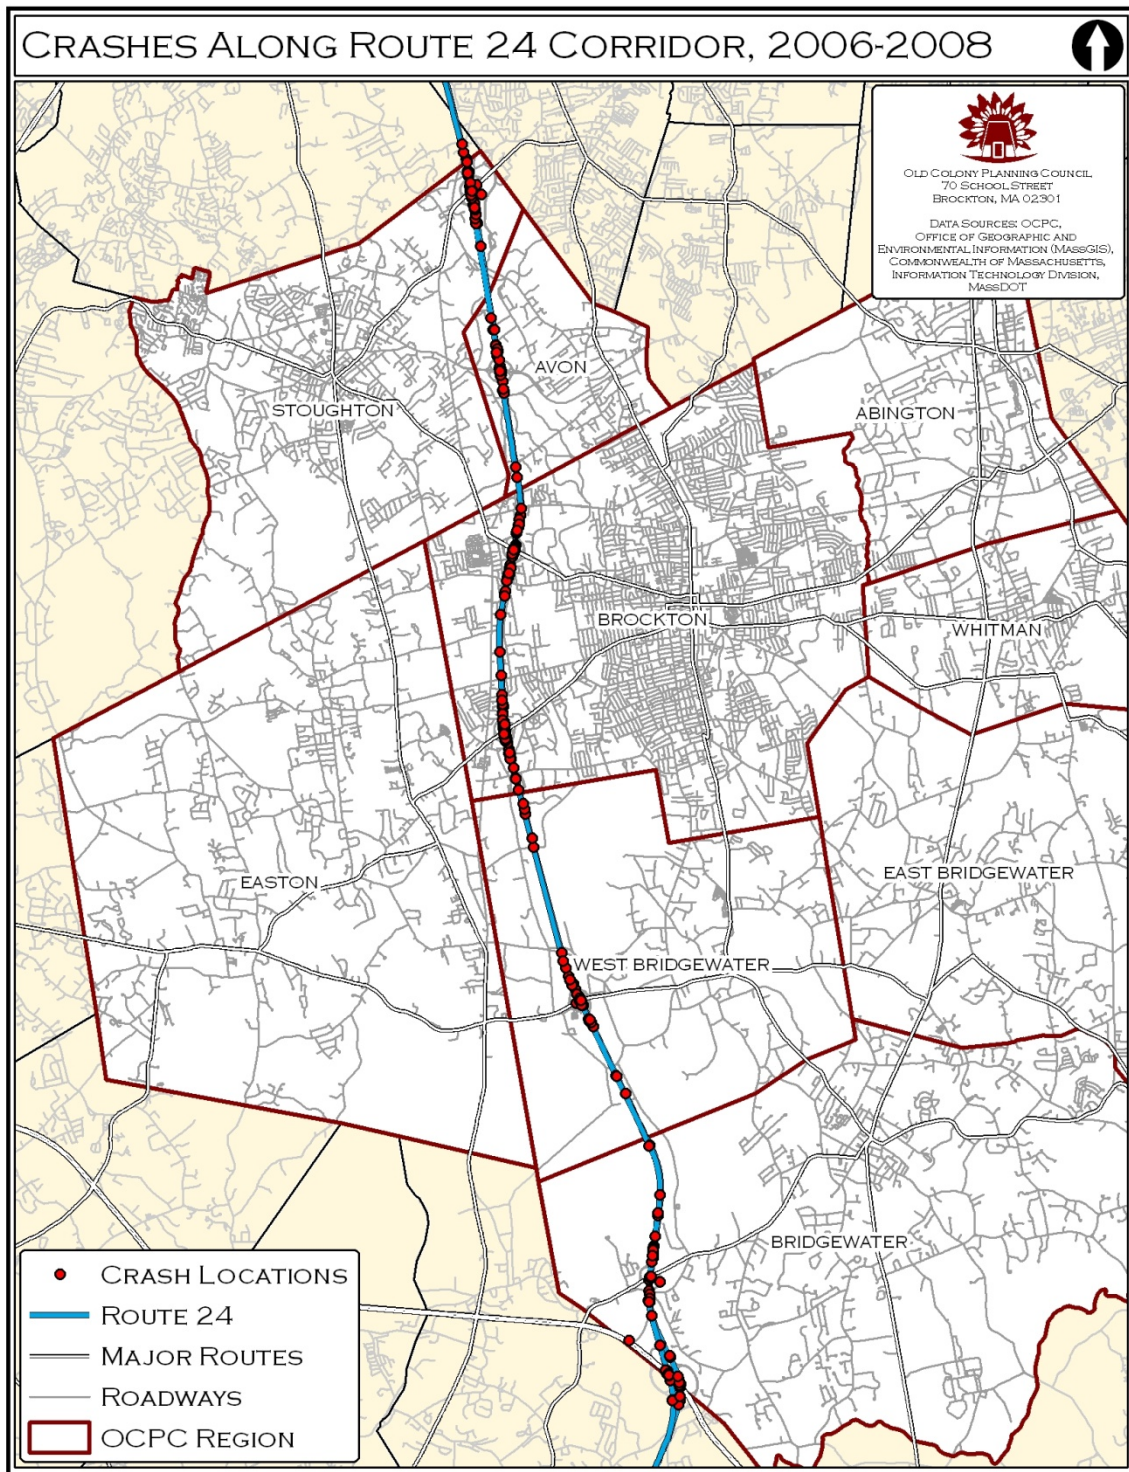 CRASHES ALONG ROUTE 24 CORRIDOR, 2006-2008
OLD COLONY PLANNING COUNCIL
70 SCHOOL STREET
BROCKTON, MA 02301
DATA SOURCES: OCPC,
OFFICE OF GEOGRAPHIC AND
ENVIRONMENTAL INFORMATION (MASSGIS),
COMMONWEALTH OF MASSACHUSETTS,
INFORMATION TECHNOLOGY DIVISION,
MASSDOT
AVON
STOUGHTON
ABINGTON
BROCKTON
WHITMAN
EASTON
EAST BRIDGEWATER
WEST BRIDGEWATER
BRIDGEWATER
CRASH LOCATIONS
ROUTE 24
MAJOR ROUTES
ROADWAYS
OCPC REGION